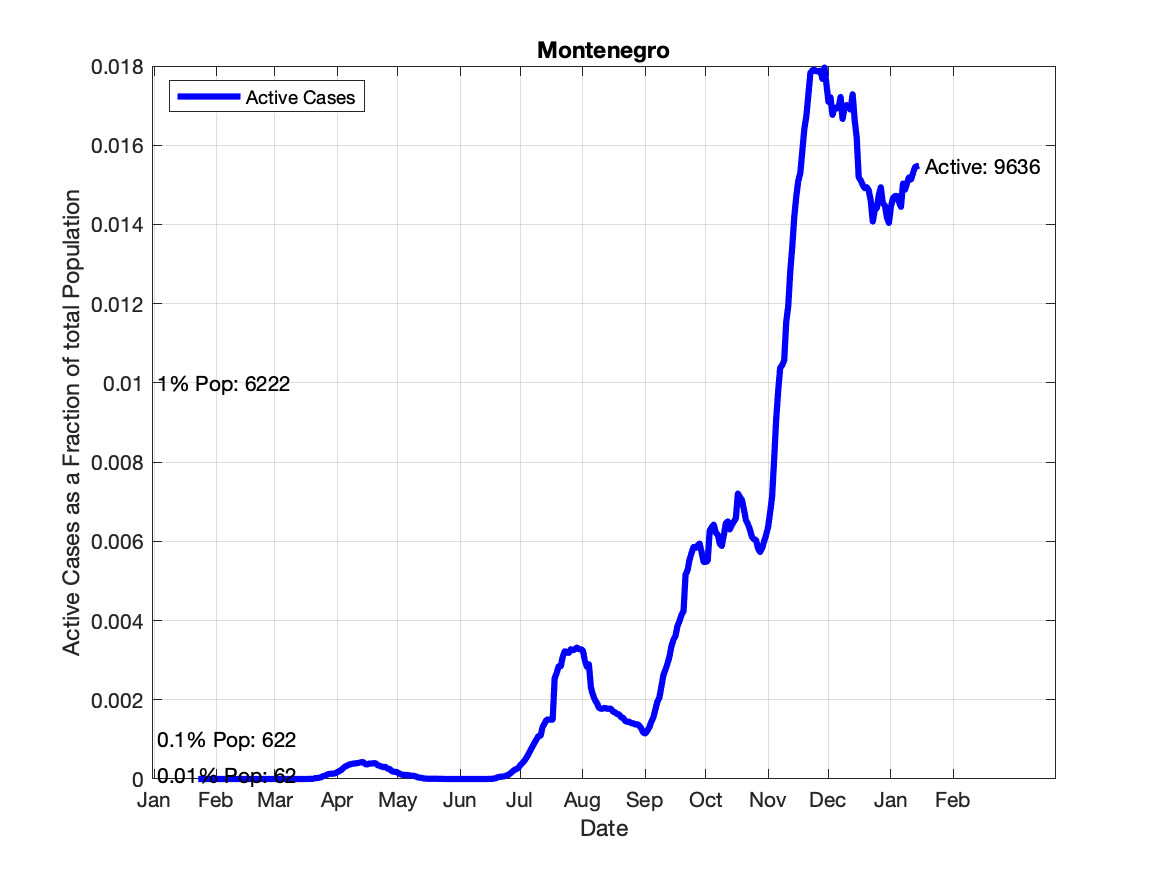 Montenegro
Active Cases
0.018
0.016
0.014
0.012
0.01
0.008
0.006
0.004
0.002
0
Active Cases as a Fraction of total Population
Active: 9636
1% Pop: 6222
0.1% Pop: 622
0.01% Pop: 62
Jan Feb Mar Apr May Jun Jul Aug Sep Oct Nov Dec Jan Feb
Date